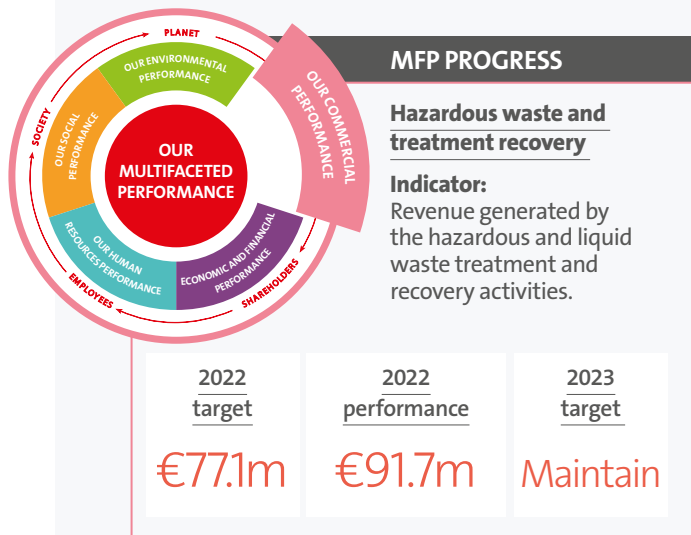 PLANET
OUR ENVIRONMENTAL
PERFORMANCE
OUR COMMERCIAL
PERFORMANCE
SOCIETY
OUR SOCIAL
PERFORMANCE
OUR
MULTIFACETED
PERFORMANCE
OUR HUMAN
RESOURCES PERFORMANCE
ECONOMIC AND FINANCIAL
PERFORMANCE
EMPLOYEES
SHAREHOLDERS
MFP PROGRESS
Hazardous waste and
treatment recovery
Indicator:
Revenue generated by
the hazardous and liquid
waste treatment and
recovery activities.
2022
target
€77.1m
2022
performance
€91.7m
2023
target
Maintain